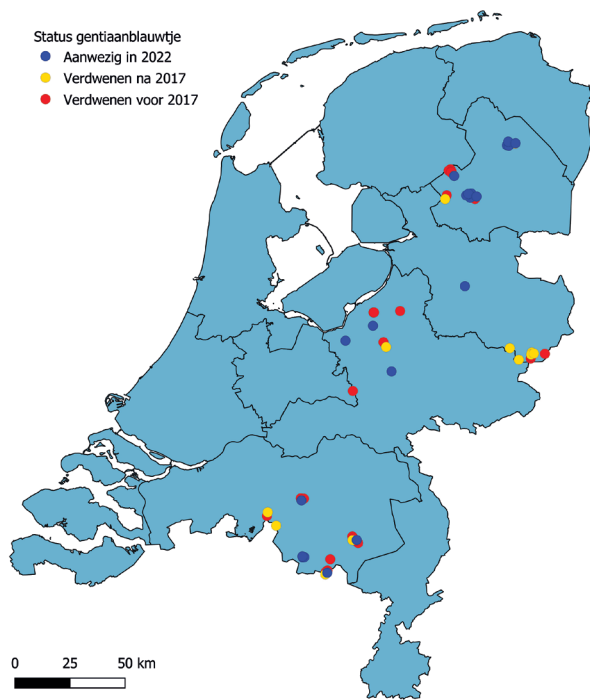 Status gentiaanblauwtje
Aanwezig in 2022
Verdwenen na 2017
Verdwenen voor 2017
0 25 50 km